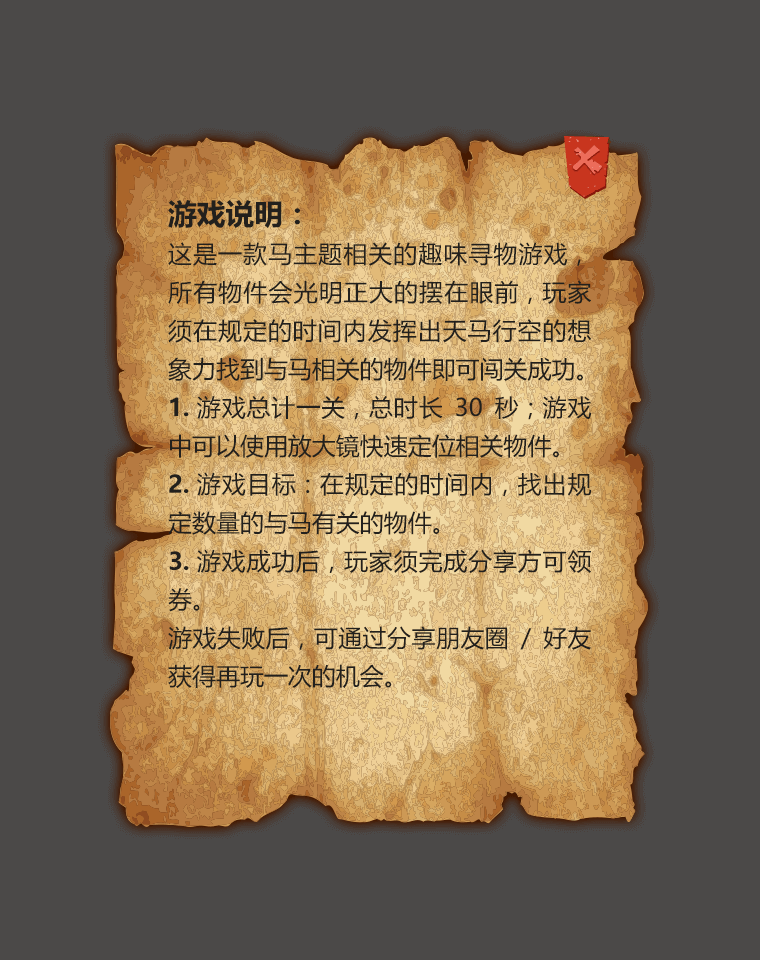 游戏说明：
这是一款马主题相关的趣味寻物游戏，
所有物件会光明正大的摆在眼前，玩家
须在规定的时间内发挥出天马行空的想
象力找到与马相关的物件即可闯关成功。
1. 游戏总计一关，总时长 30 秒；游戏
中可以使用放大镜快速定位相关物件。
2. 游戏目标：在规定的时间内，找出规
定数量的与马有关的物件。
3. 游戏成功后，玩家须完成分享方可领
券。
游戏失败后，可通过分享朋友圈 / 好友
获得再玩一次的机会。